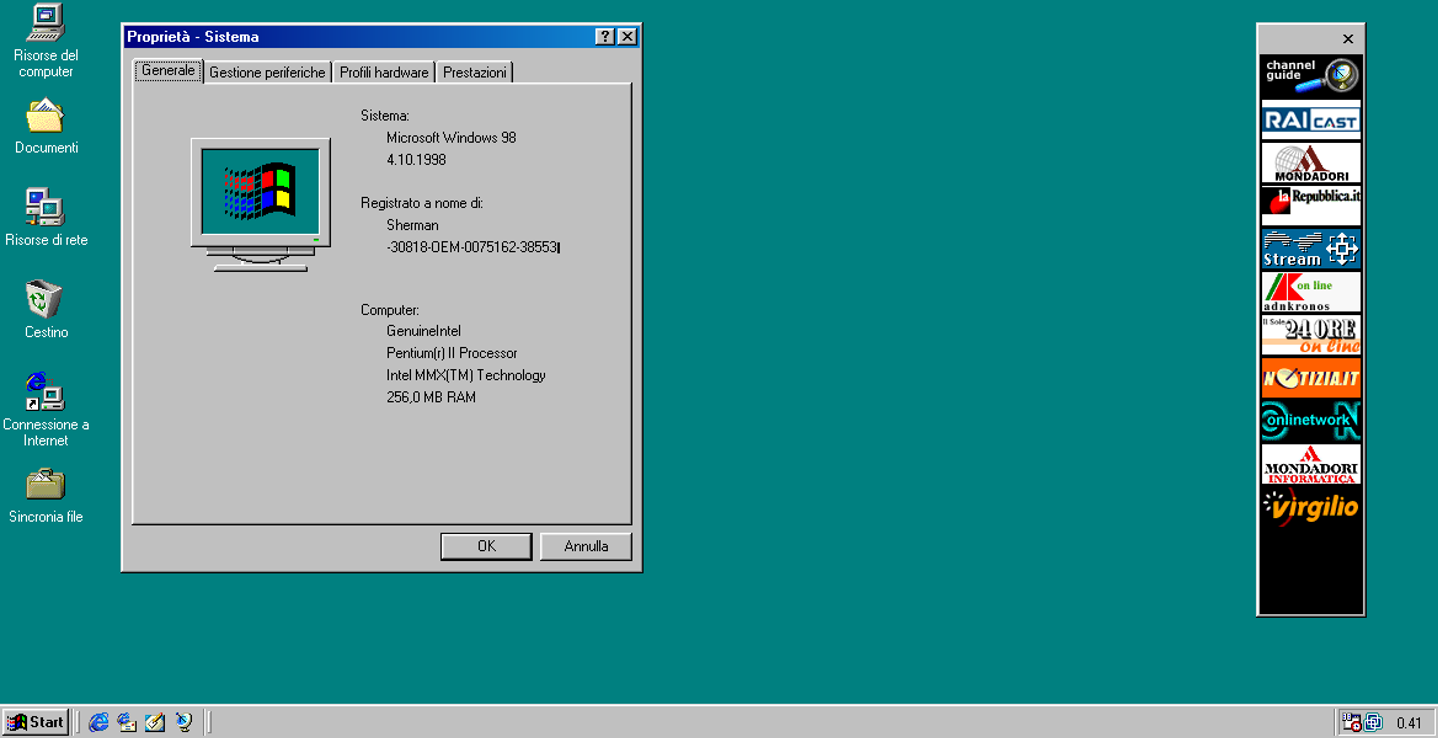 Risore del
computer
Documenti
Risorse di rete
Cestino
Connessione a
Internet
Sincronia file
Proprietà - Sistema
Generale
Gestione periferiche
Profili hardware
Prestazioni
Sistema:
Microsoft Windows 98
4.10.1998
Registrato a nome di:
Sherman
-30818-OEM-0075162-38553
Computer:
GenuineIntel
Pentium(r) II Processor
Intel MMX(TM) Technology
256,0 MB RAM
OK
Annulla
channel
guide
RAI CAST
MONDADORI
la Repubblica.it
Stream
on line
adnkronos
Il Sole 24 ORE
on line
NOTIZIA.IT
Onlinetwork N
MONDADORI
INFORMATICA
virgilio
Start
0.41